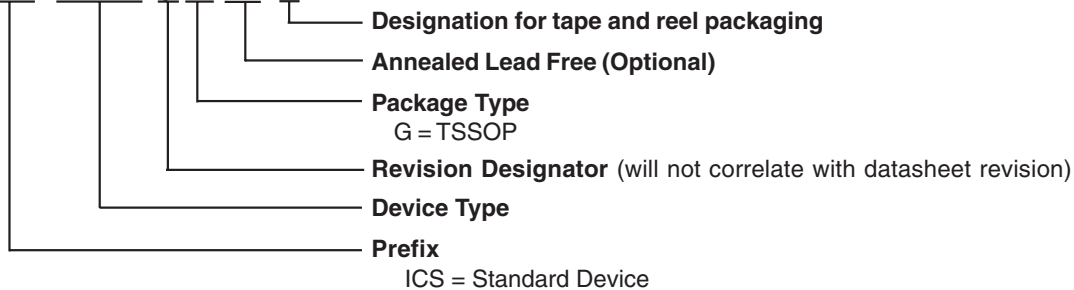 Designation for tape and reel packaging
Annealed Lead Free (Optional)
Package Type
G = TSSOP
Revision Designator (will not correlate with datasheet revision)
Device Type
Prefix
ICS = Standard Device